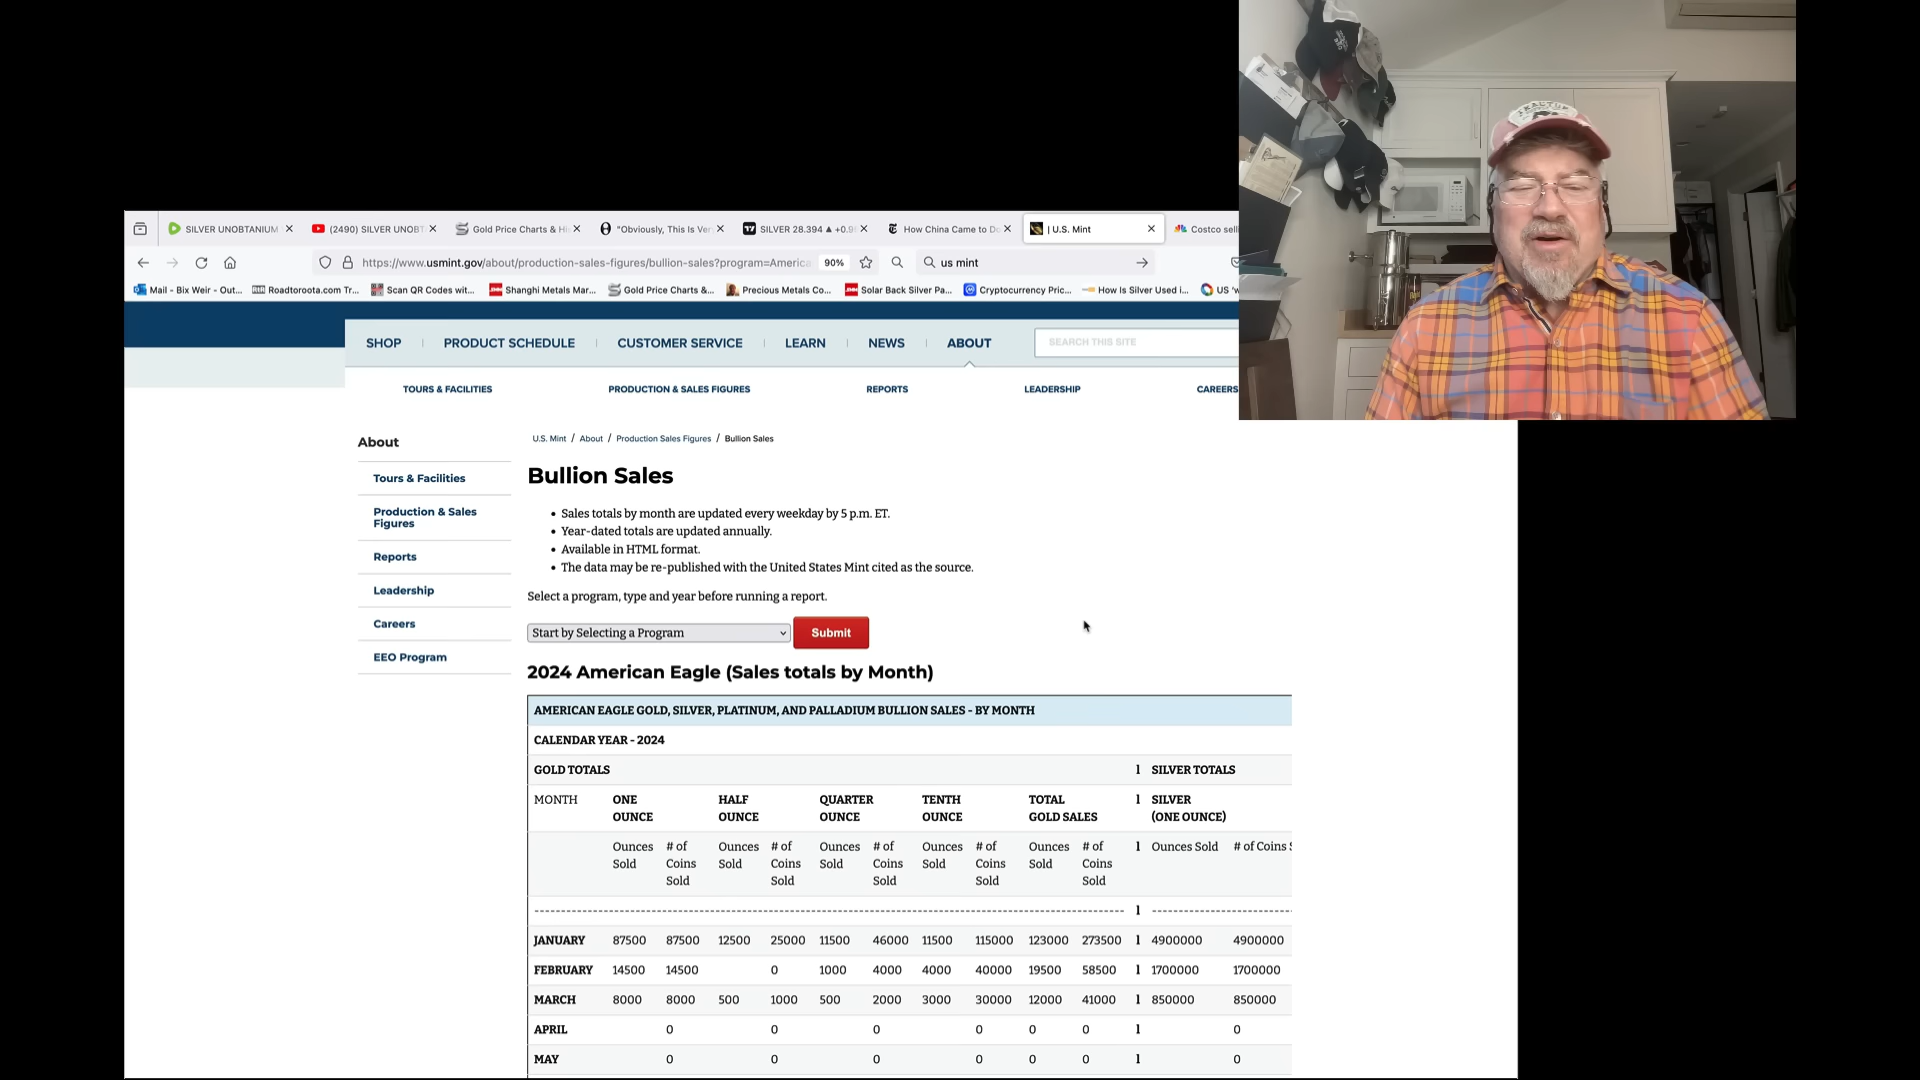 SILVER UNOBTANIUM
(2490) SILVER UNOBT
Gold Price Charts & Hi
"Obviously, This Is Ver
SILVER 28.394 ▲ +0.9
How China Came to Do
| U.S. Mint
Costco selli
https://www.usmint.gov/about/production-sales-figures/bullion-sales?program=America
90%
us mint
Mail - Bix Weir - Out...
Roadtoroota.com Tr...
Scan QR Codes wit...
Shanghi Metals Mar...
Gold Price Charts &...
Precious Metals Co...
Solar Back Silver Pa...
Cryptocurrency Pric...
How Is Silver Used i...
US 'w
SHOP
PRODUCT SCHEDULE
CUSTOMER SERVICE
LEARN
NEWS
ABOUT
SEARCH THIS SITE
TOURS & FACILITIES
PRODUCTION & SALES FIGURES
REPORTS
LEADERSHIP
CAREERS
About
Tours & Facilities
Production & Sales
Figures
Reports
Leadership
Careers
EEO Program
U.S. Mint / About / Production Sales Figures / Bullion Sales
Bullion Sales
• Sales totals by month are updated every weekday by 5 p.m. ET.
• Year-dated totals are updated annually.
• Available in HTML format.
• The data may be re-published with the United States Mint cited as the source.
Select a program, type and year before running a report.
Start by Selecting a Program
Submit
2024 American Eagle (Sales totals by Month)
AMERICAN EAGLE GOLD, SILVER, PLATINUM, AND PALLADIUM BULLION SALES - BY MONTH
CALENDAR YEAR - 2024
GOLD TOTALS l SILVER TOTALS
MONTH ONE HALF QUARTER TENTH TOTAL l SILVER
OUNCE OUNCE OUNCE OUNCE GOLD SALES (ONE OUNCE)
Ounces # of Ounces # of Ounces # of Ounces # of Ounces # of l Ounces Sold # of Coins S
Sold Coins Sold Coins Sold Coins Sold Coins Sold Coins
Sold Sold Sold Sold Sold
l
JANUARY 87500 87500 12500 25000 11500 46000 11500 115000 123000 273500 l 4900000 4900000
FEBRUARY 14500 14500 0 1000 4000 4000 40000 19500 58500 l 1700000 1700000
MARCH 8000 8000 500 1000 500 2000 3000 30000 12000 41000 l 850000 850000
APRIL 0 0 0 0 0 0 l 0
MAY 0 0 0 0 0 0 l 0